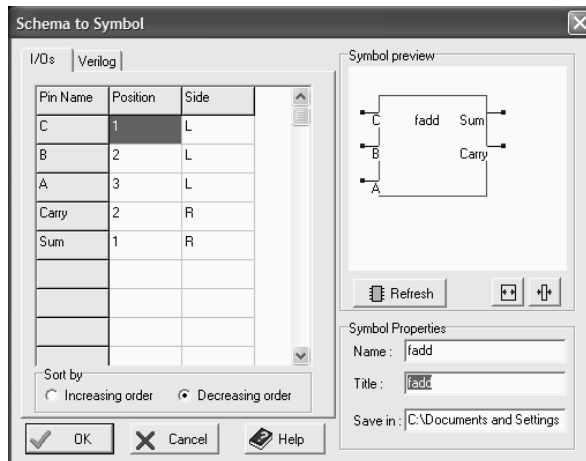 Schema to Symbol
I/Os Verilog
Pin Name Position Side
C 1 L
B 2 L
A 3 L
Carry 2 R
Sum 1 R
Sort by
Increasing order Decreasing order
OK Cancel Help
Symbol preview
C fadd Sum
B Carry
A
Refresh
Symbol Properties
Name : fadd
Title : fadd
Save in : C:\Documents and Settings